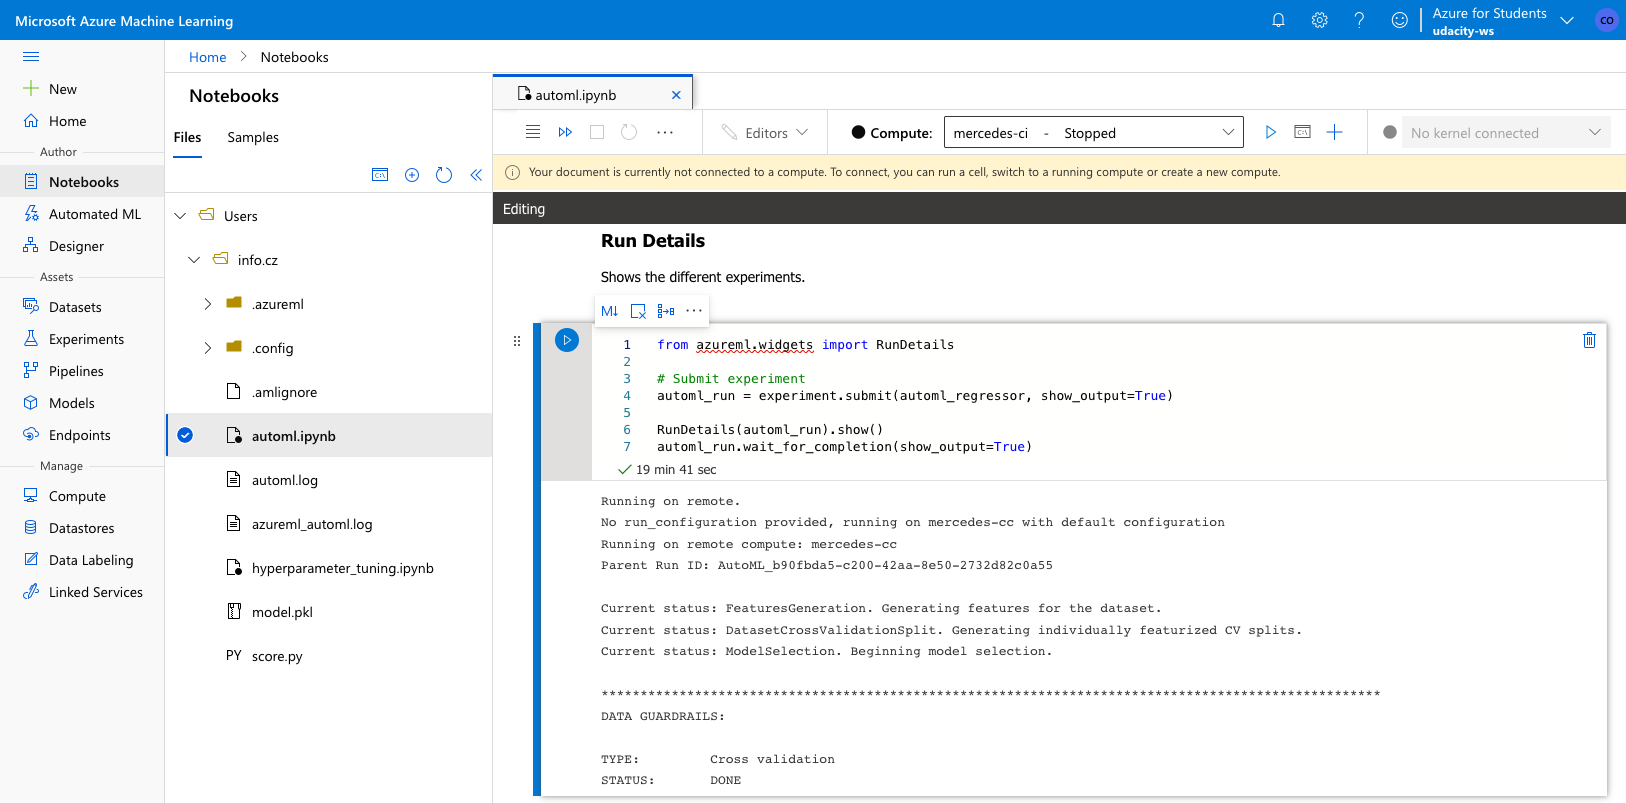 Microsoft Azure Machine Learning
Azure for Students
udacity-ws
CO
New
Home
Author
Notebooks
Automated ML
Designer
Assets
Datasets
Experiments
Pipelines
Models
Endpoints
Manage
Compute
Datastores
Data Labeling
Linked Services
Home > Notebooks
Notebooks
Files Samples
Users
info.cz
.azureml
.config
.amlignore
automl.ipynb
automl.log
azureml_automl.log
hyperparameter_tuning.ipynb
model.pkl
PY score.py
automl.ipynb
Editors
Compute: mercedes-ci - Stopped
No kernel connected
Your document is currently not connected to a compute. To connect, you can run a cell, switch to a running compute or create a new compute.
Editing
Run Details
Shows the different experiments.
M↓
1 from azureml.widgets import RunDetails
2
3 # Submit experiment
4 automl_run = experiment.submit(automl_regressor, show_output=True)
5
6 RunDetails(automl_run).show()
7 automl_run.wait_for_completion(show_output=True)
19 min 41 sec
Running on remote.
No run_configuration provided, running on mercedes-cc with default configuration
Running on remote compute: mercedes-cc
Parent Run ID: AutoML_b90fbda5-c200-42aa-8e50-2732d82c0a55
Current status: FeaturesGeneration. Generating features for the dataset.
Current status: DatasetCrossValidationSplit. Generating individually featurized CV splits.
Current status: ModelSelection. Beginning model selection.
****************************************************************************************************
DATA GUARDRAILS:
TYPE: Cross validation
STATUS: DONE